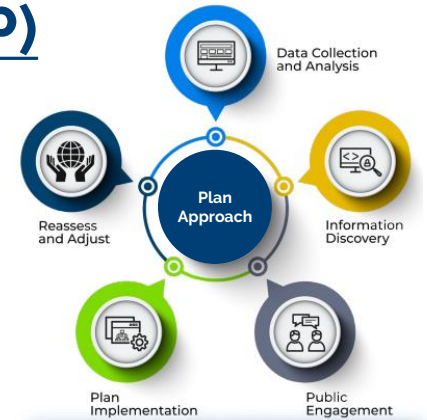 P)
Data Collection
and Analysis
Plan
Approach
Information
Discovery
Reassess
and Adjust
Plan
Implementation
Public
Engagement